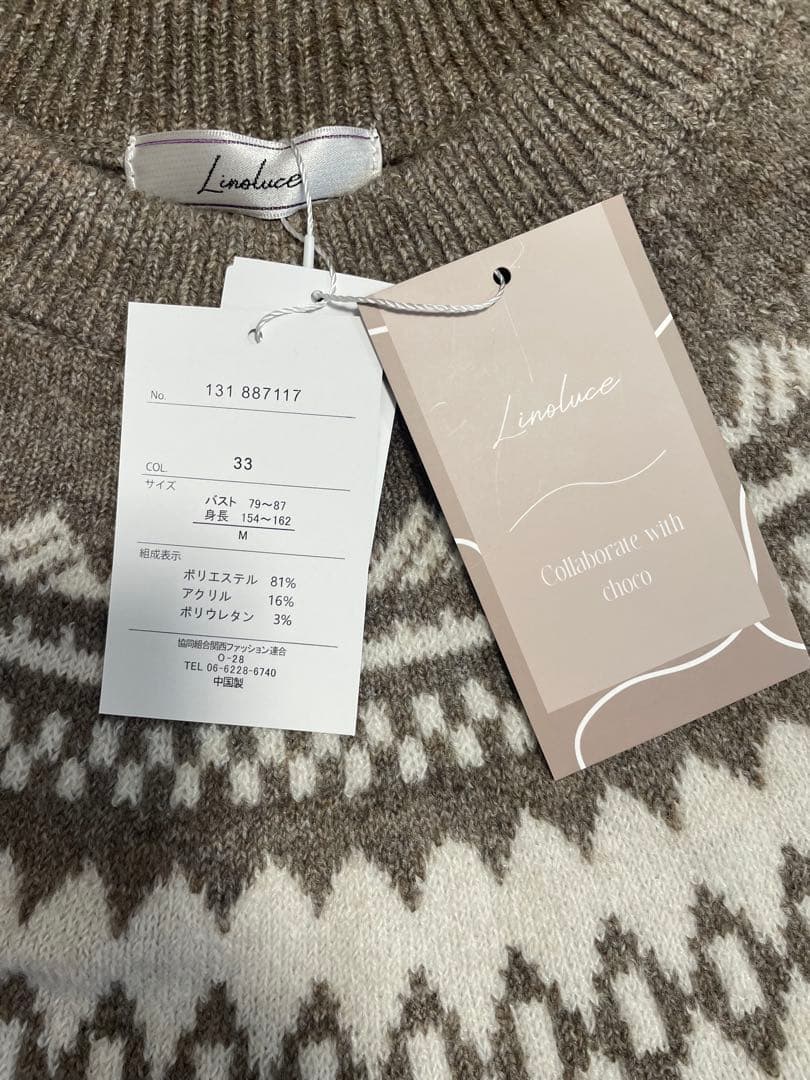 Linoluce
No. 131 887117
COL. 33
サイズ
バスト 79～87
身長 154～162
M
組成表示
ポリエステル 81%
アクリル 16%
ポリウレタン 3%
協同組合関西ファッション連合
O-28
TEL 06-6228-6740
中国製
Linoluce
Collaborate with
choco